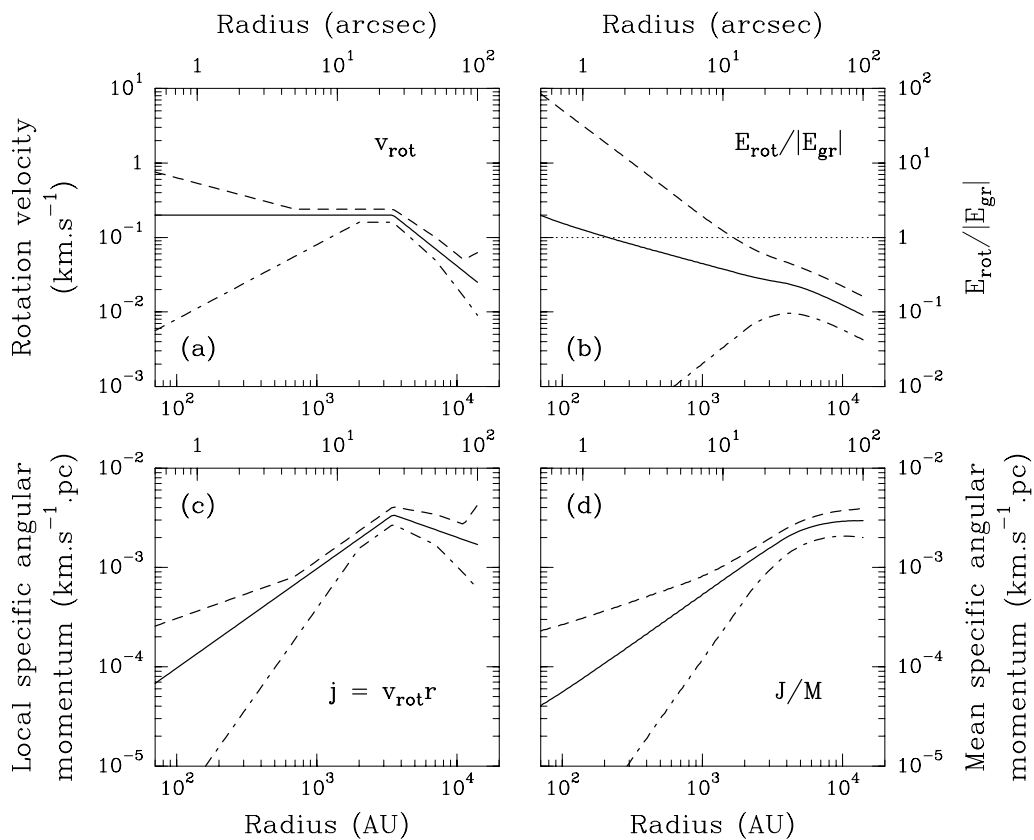 Radius (arcsec)
Radius (arcsec)
1 10¹ 10²
1 10¹ 10²
Rotation velocity
(km.s⁻¹)
10¹
1
10⁻¹
10⁻²
10⁻³
v_rot
(a)
10² 10³ 10⁴
E_rot/|E_gr|
(b)
10²
10¹
1
10⁻¹
10⁻²
E_rot/|E_gr|
10² 10³ 10⁴
1 10¹ 10²
1 10¹ 10²
Local specific angular
momentum (km.s⁻¹.pc)
10⁻²
10⁻³
10⁻⁴
10⁻⁵
(c)
j = v_rot r
10² 10³ 10⁴
Radius (AU)
(d)
J/M
10⁻²
10⁻³
10⁻⁴
10⁻⁵
Mean specific angular
momentum (km.s⁻¹.pc)
10² 10³ 10⁴
Radius (AU)